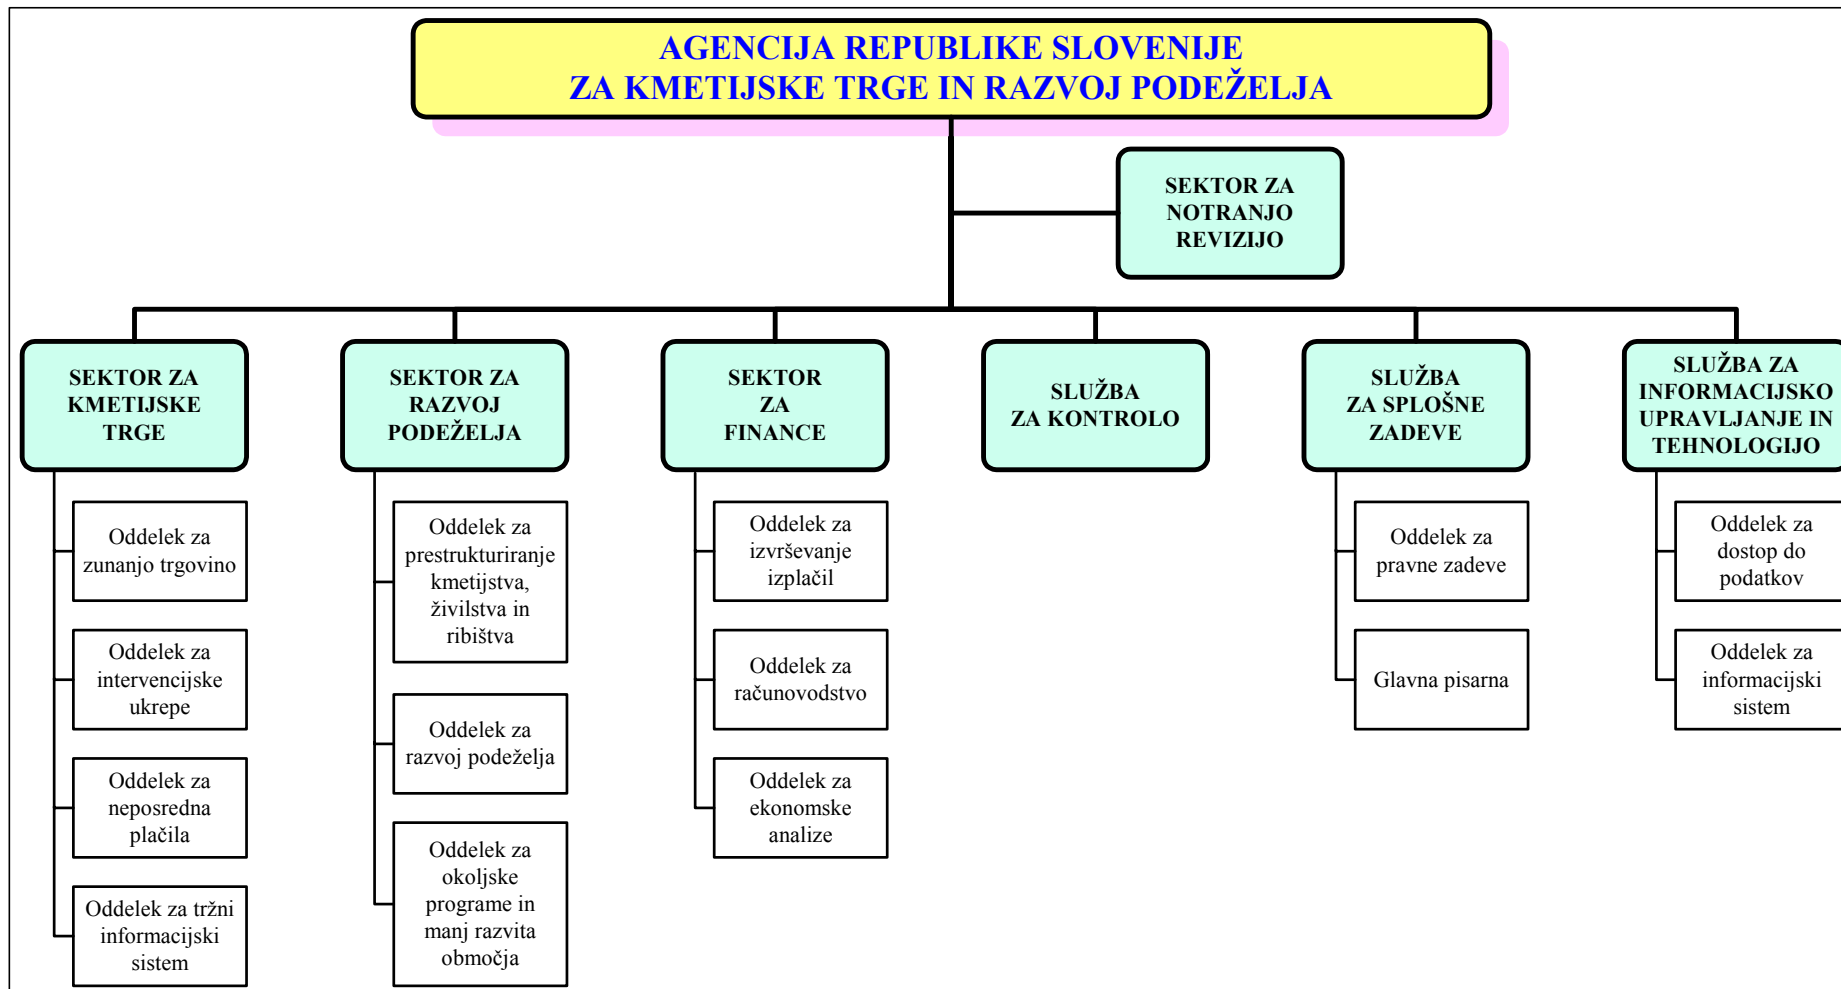 AGENCIJA REPUBLIKE SLOVENIJE
ZA KMETIJSKE TRGE IN RAZVOJ PODEŽELJA
SEKTOR ZA
NOTRANJO
REVIZIJO
SEKTOR ZA
KMETIJSKE
TRGE
SEKTOR ZA
RAZVOJ
PODEŽELJA
SEKTOR
ZA
FINANCE
SLUŽBA
ZA KONTROLO
SLUŽBA
ZA SPLOŠNE
ZADEVE
SLUŽBA ZA
INFORMACIJSKO
UPRAVLJANJE IN
TEHNOLOGIJO
Oddelek za
zunanjo trgovino
Oddelek za
intervencijske
ukrepe
Oddelek za
neposredna
plačila
Oddelek za tržni
informacijski
sistem
Oddelek za
prestrukturiranje
kmetijstva,
živilstva in
ribištva
Oddelek za
razvoj podeželja
Oddelek za
okoljske
programe in
manj razvita
območja
Oddelek za
izvrševanje
izplačil
Oddelek za
računovodstvo
Oddelek za
ekonomske
analize
Oddelek za
pravne zadeve
Glavna pisarna
Oddelek za
dostop do
podatkov
Oddelek za
informacijski
sistem